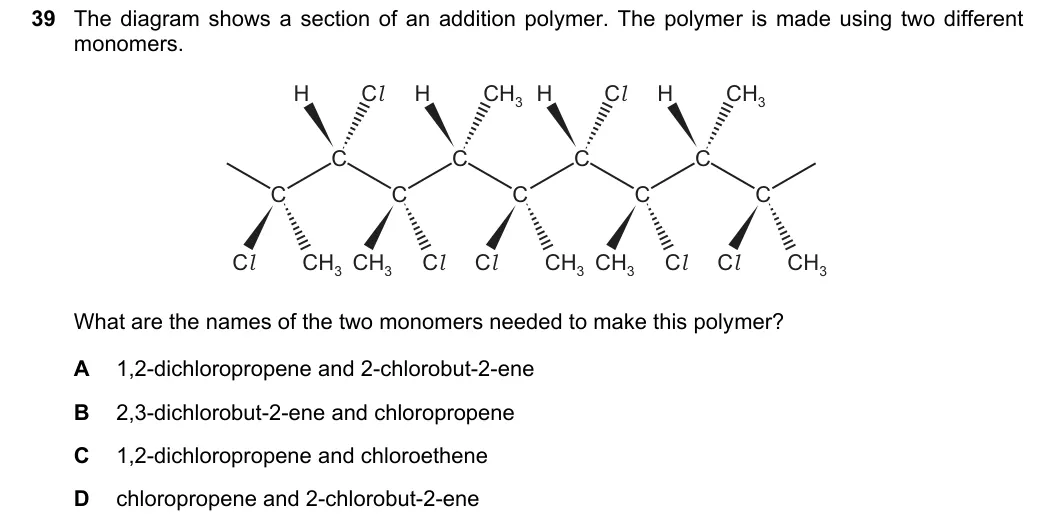 39 The diagram shows a section of an addition polymer. The polymer is made using two different
monomers.
H Cl H CH3 H Cl H CH3
C C C C
C C C C C
Cl CH3 CH3 Cl Cl CH3 CH3 Cl Cl CH3
What are the names of the two monomers needed to make this polymer?
A 1,2-dichloropropene and 2-chlorobut-2-ene
B 2,3-dichlorobut-2-ene and chloropropene
C 1,2-dichloropropene and chloroethene
D chloropropene and 2-chlorobut-2-ene